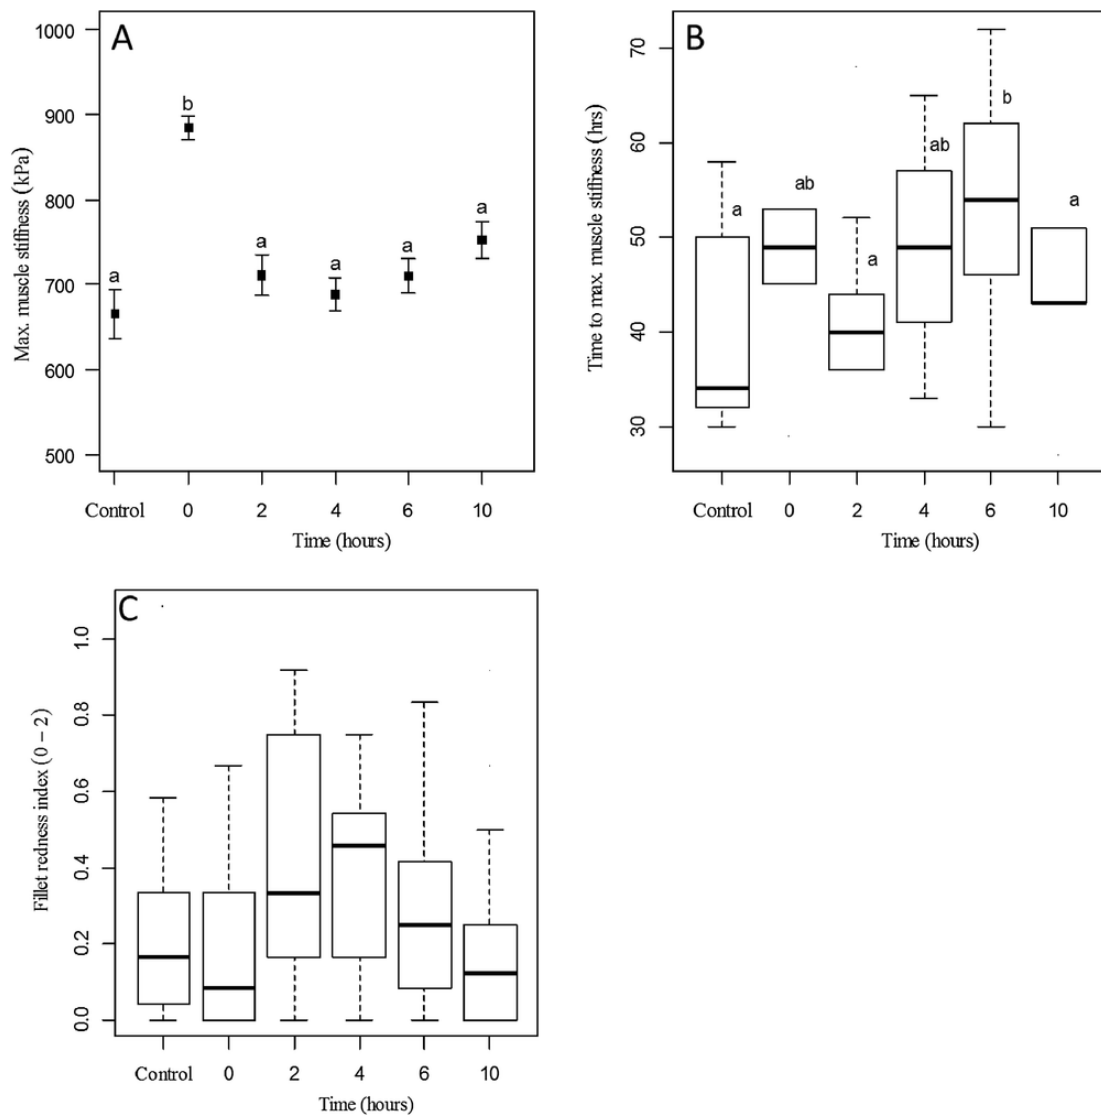 A
Max. muscle stiffness (kPa)
1000
900
800
700
600
500
a
b
a
a
a
a
Control 0 2 4 6 10
Time (hours)
B
Time to max. muscle stiffness (hrs)
70
60
50
40
30
a
ab
a
ab
b
a
Control 0 2 4 6 10
Time (hours)
C
Fillet redness index (0 – 2)
1.0
0.8
0.6
0.4
0.2
0.0
Control 0 2 4 6 10
Time (hours)